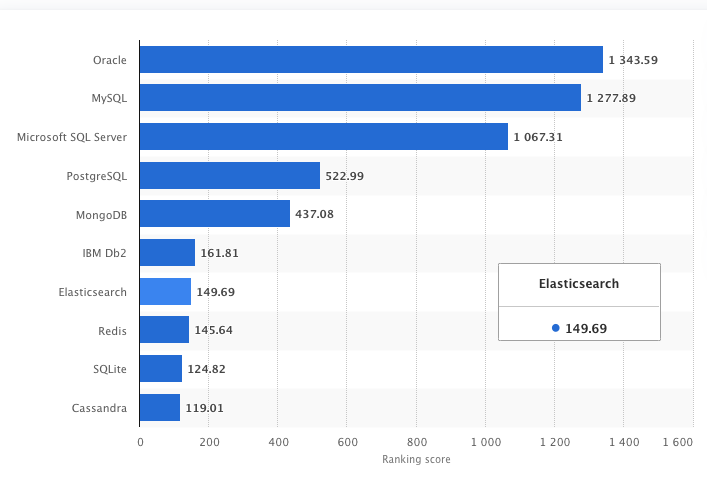 Oracle 1 343.59
MySQL 1 277.89
Microsoft SQL Server 1 067.31
PostgreSQL 522.99
MongoDB 437.08
IBM Db2 161.81
Elasticsearch 149.69
Elasticsearch
149.69
Redis 145.64
SQLite 124.82
Cassandra 119.01
0 200 400 600 800 1 000 1 200 1 400 1 600
Ranking score